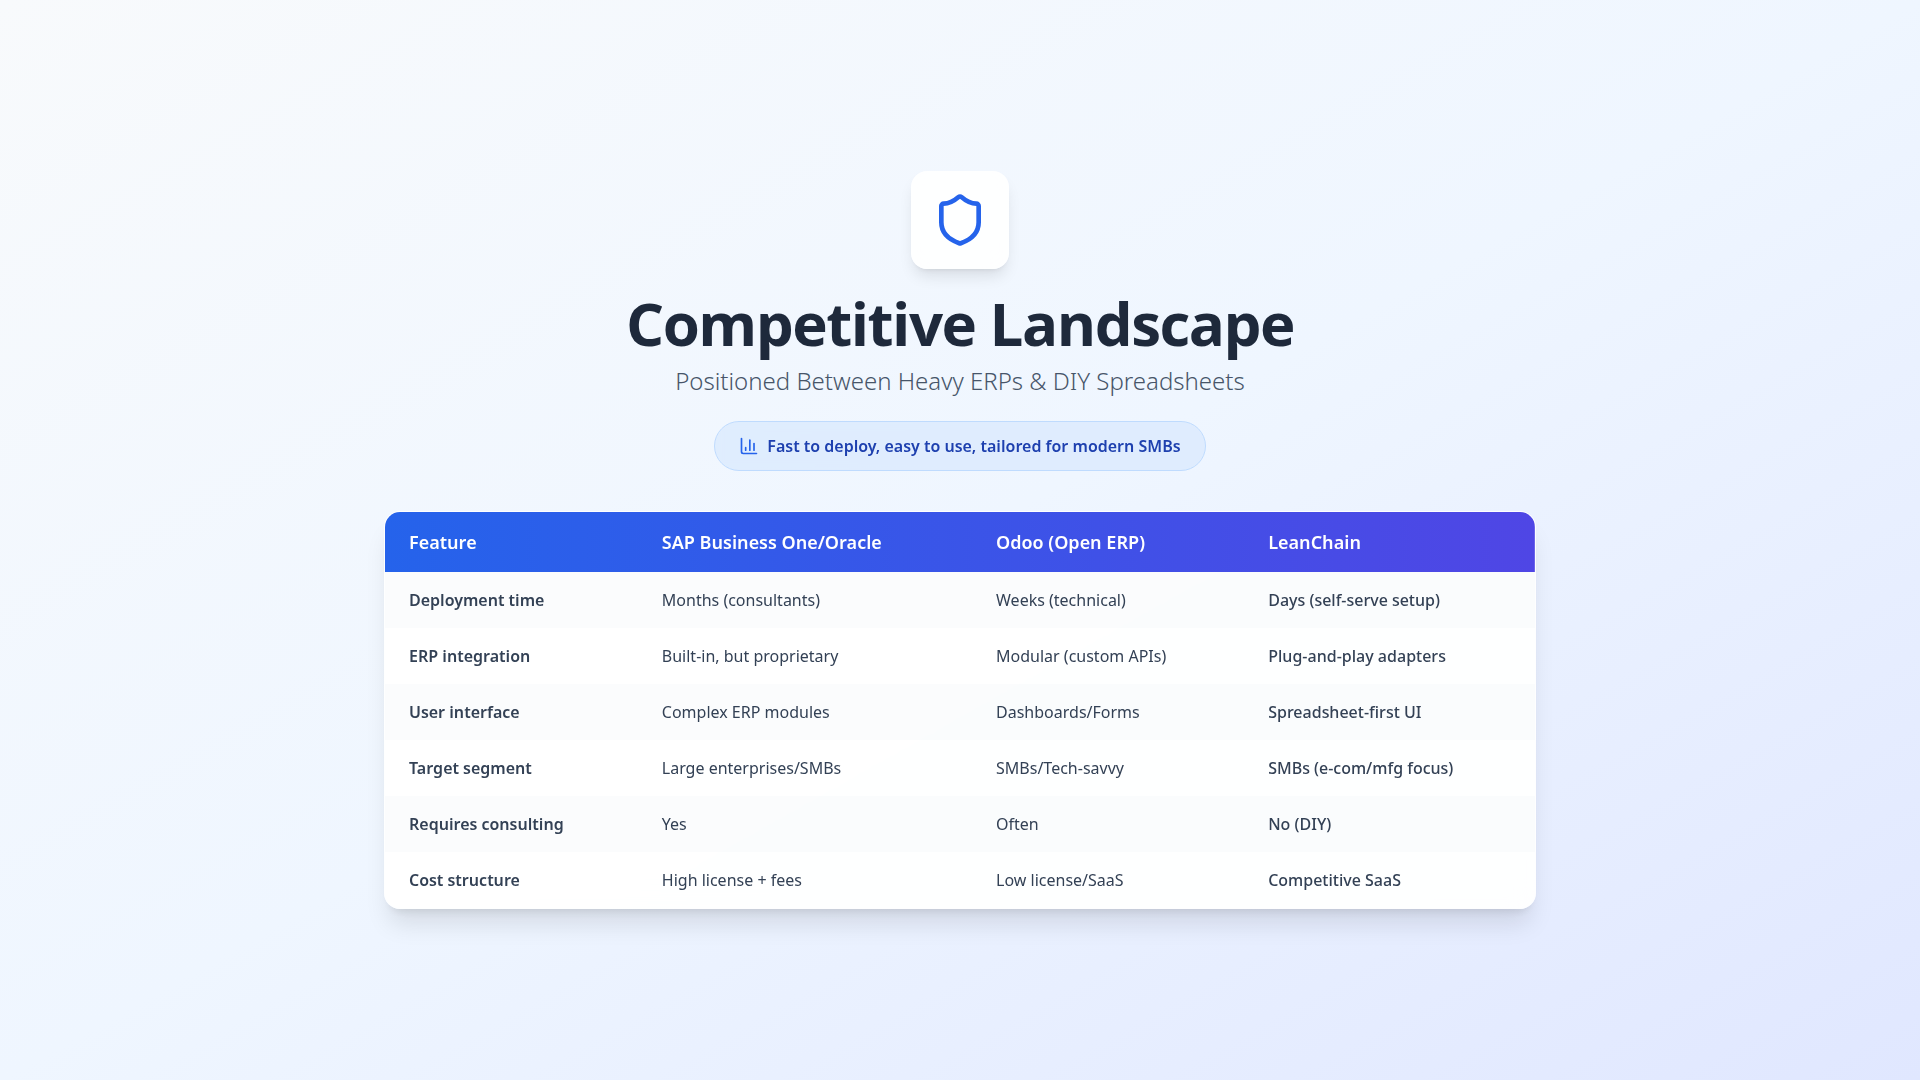 Competitive Landscape
Positioned Between Heavy ERPs & DIY Spreadsheets
Fast to deploy, easy to use, tailored for modern SMBs
Feature SAP Business One/Oracle Odoo (Open ERP) LeanChain
Deployment time Months (consultants) Weeks (technical) Days (self-serve setup)
ERP integration Built-in, but proprietary Modular (custom APIs) Plug-and-play adapters
User interface Complex ERP modules Dashboards/Forms Spreadsheet-first UI
Target segment Large enterprises/SMBs SMBs/Tech-savvy SMBs (e-com/mfg focus)
Requires consulting Yes Often No (DIY)
Cost structure High license + fees Low license/SaaS Competitive SaaS